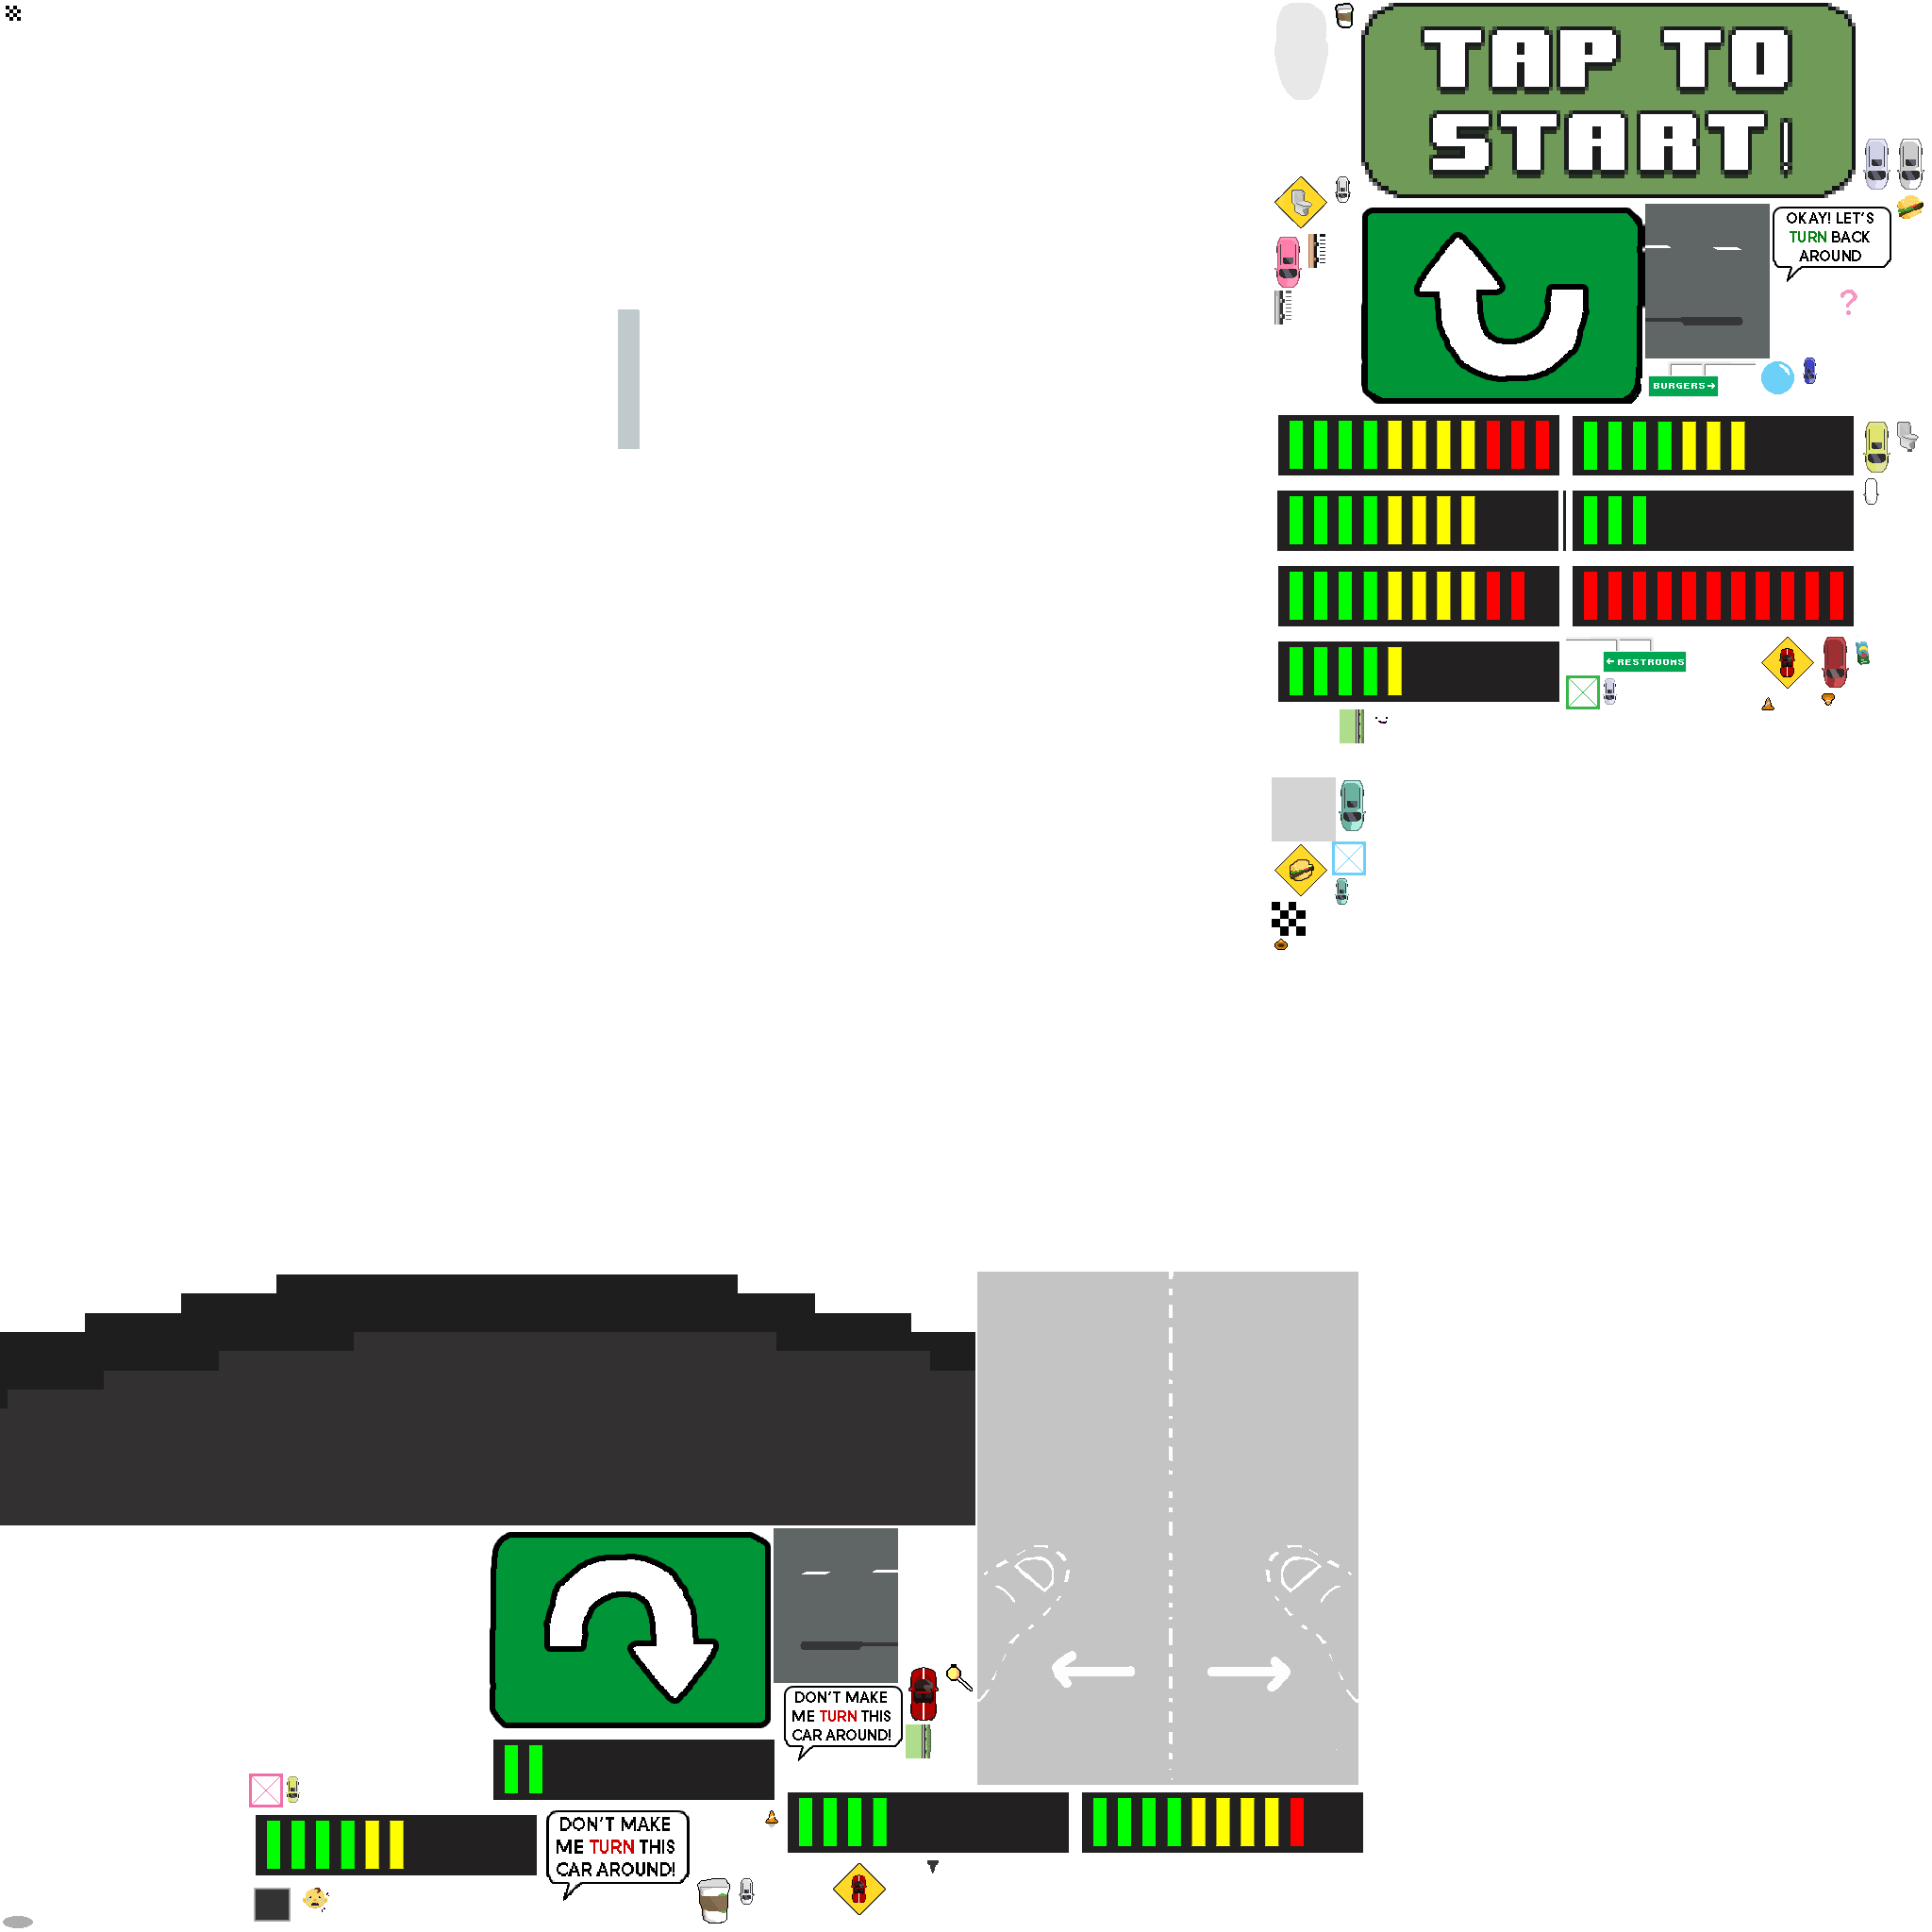 TAP TO
START!
OKAY! LET'S
TURN BACK
AROUND
?
BURGERS→
←RESTROOMS
DON'T MAKE
ME TURN THIS
CAR AROUND!
DON'T MAKE
ME TURN THIS
CAR AROUND!